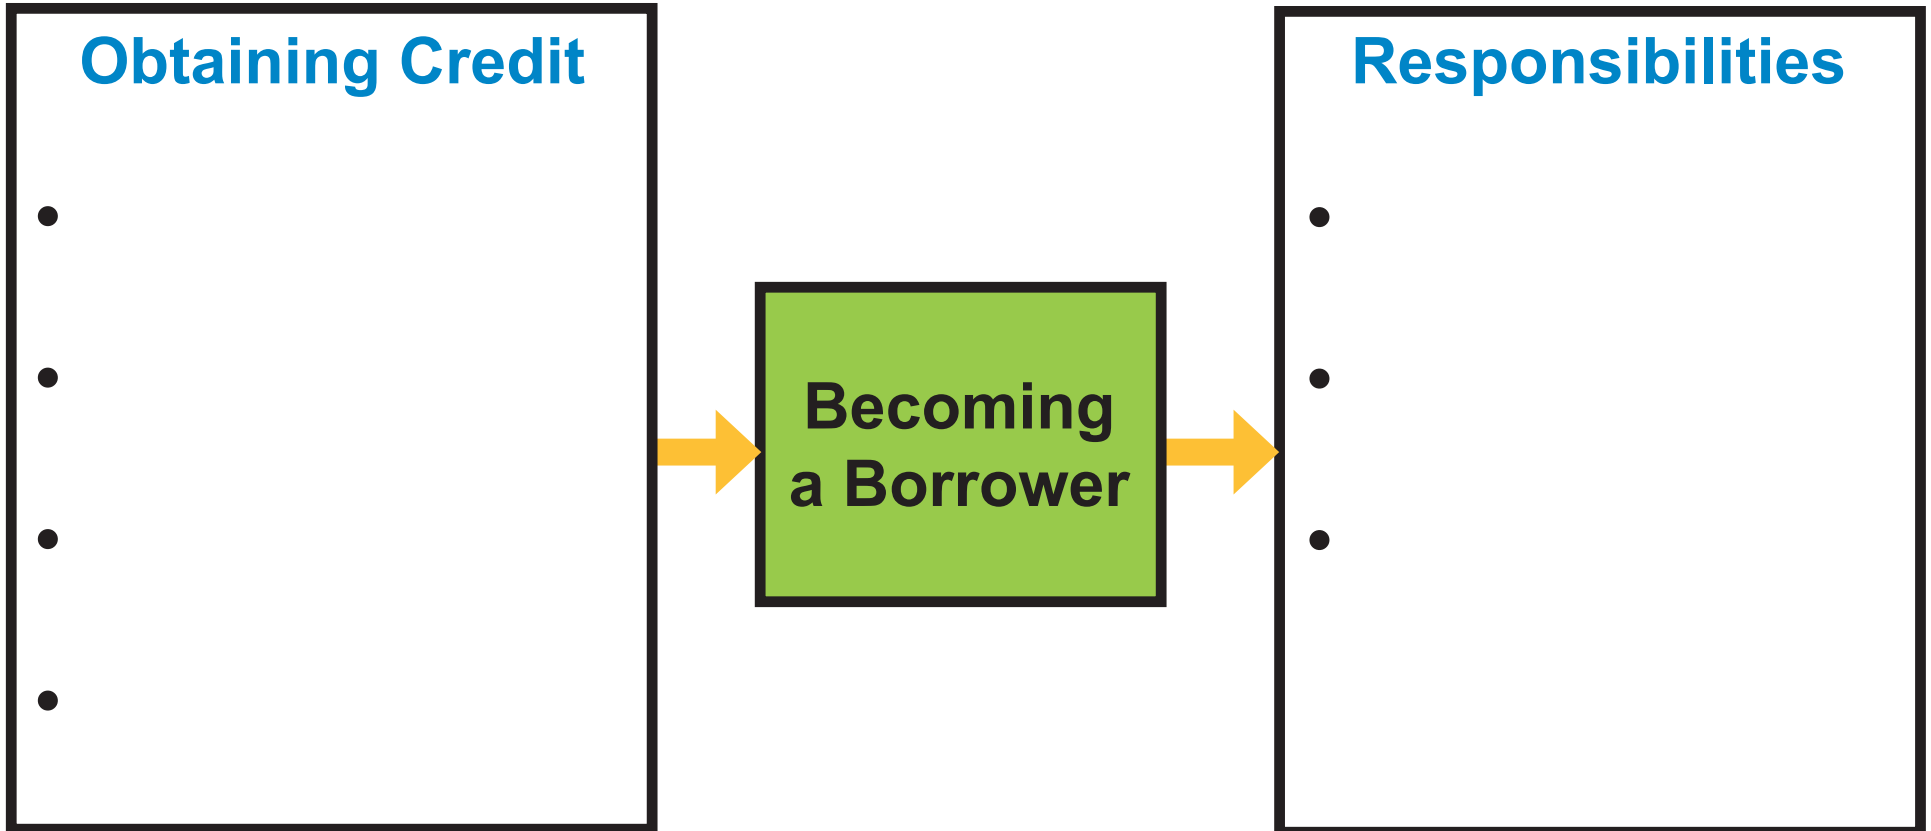 Obtaining Credit
•
•
•
•
Becoming
a Borrower
Responsibilities
•
•
•